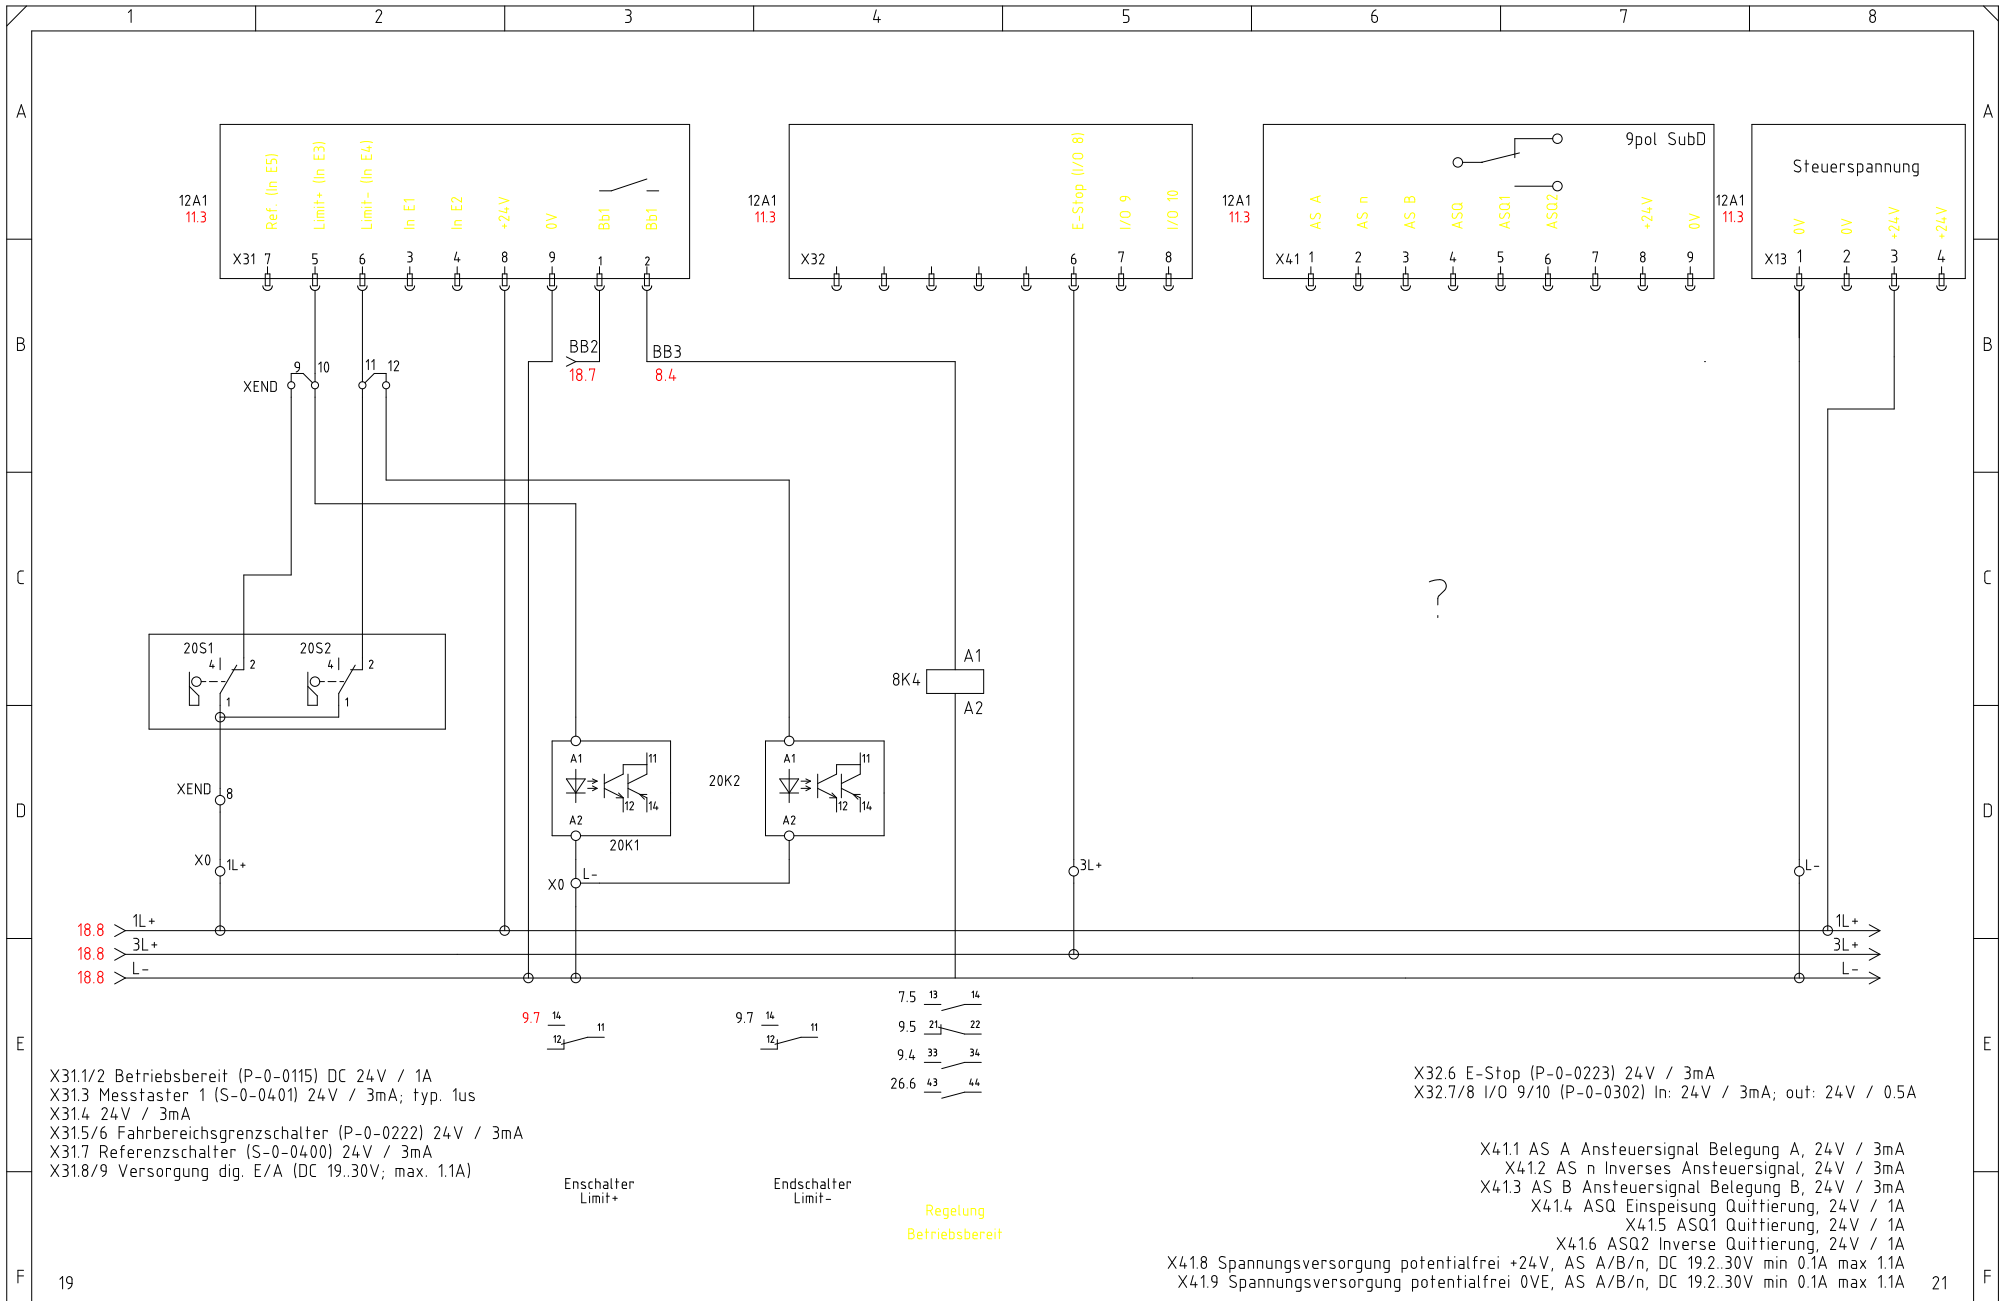 1 2 3 4 5 6 7 8
A A
B B
C C
D D
E E
F F
12A1
11.3
Ref. (In E5)
Limit+ (In E3)
Limit- (In E4)
In E1
In E2
+24V
0V
Bb1
Bb1
X31 7 5 6 3 4 8 9 1 2
12A1
11.3
E-Stop (I/O 8)
I/O 9
I/O 10
X32 6 7 8
12A1
11.3
9pol SubD
AS A
AS n
AS B
ASQ
ASQ1
ASQ2
+24V
0V
X41 1 2 3 4 5 6 7 8 9
12A1
11.3
Steuerspannung
0V
0V
+24V
+24V
X13 1 2 3 4
BB2
18.7
BB3
8.4
XEND 9 10 11 12
?
20S1
4 2
1
20S2
4 2
1
8K4
A1
A2
A1 11
12 14
A2
20K1
20K2
A1 11
12 14
A2
XEND 8
X0 1L+
X0 L-
3L+
L-
18.8 1L+ 1L+
18.8 3L+ 3L+
18.8 L- L-
9.7 14
12 11
9.7 14
12 11
7.5 13 14
9.5 21 22
9.4 33 34
26.6 43 44
X31.1/2 Betriebsbereit (P-0-0115) DC 24V / 1A
X31.3 Messtaster 1 (S-0-0401) 24V / 3mA; typ. 1us
X31.4 24V / 3mA
X31.5/6 Fahrbereichsgrenzschalter (P-0-0222) 24V / 3mA
X31.7 Referenzschalter (S-0-0400) 24V / 3mA
X31.8/9 Versorgung dig. E/A (DC 19..30V; max. 1.1A)
Enschalter
Limit+
Endschalter
Limit-
Regelung
Betriebsbereit
X32.6 E-Stop (P-0-0223) 24V / 3mA
X32.7/8 I/O 9/10 (P-0-0302) In: 24V / 3mA; out: 24V / 0.5A
X41.1 AS A Ansteuersignal Belegung A, 24V / 3mA
X41.2 AS n Inverses Ansteuersignal, 24V / 3mA
X41.3 AS B Ansteuersignal Belegung B, 24V / 3mA
X41.4 ASQ Einspeisung Quittierung, 24V / 1A
X41.5 ASQ1 Quittierung, 24V / 1A
X41.6 ASQ2 Inverse Quittierung, 24V / 1A
X41.8 Spannungsversorgung potentialfrei +24V, AS A/B/n, DC 19.2..30V min 0.1A max 1.1A
X41.9 Spannungsversorgung potentialfrei 0VE, AS A/B/n, DC 19.2..30V min 0.1A max 1.1A
19
21